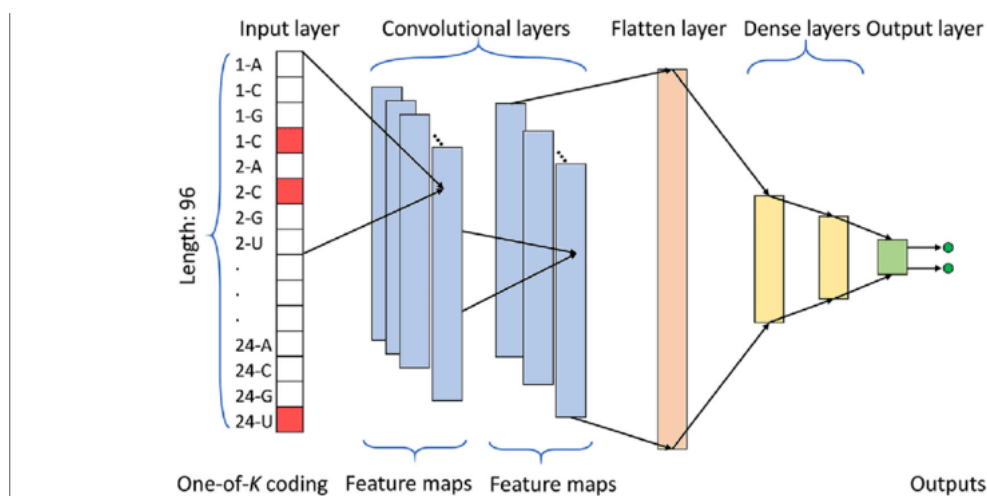 Input layer
Convolutional layers
Flatten layer
Dense layers
Output layer
Length: 96
1-A
1-C
1-G
1-C
2-A
2-C
2-G
2-U
.
.
.
24-A
24-C
24-G
24-U
One-of-K coding
Feature maps
Feature maps
Outputs